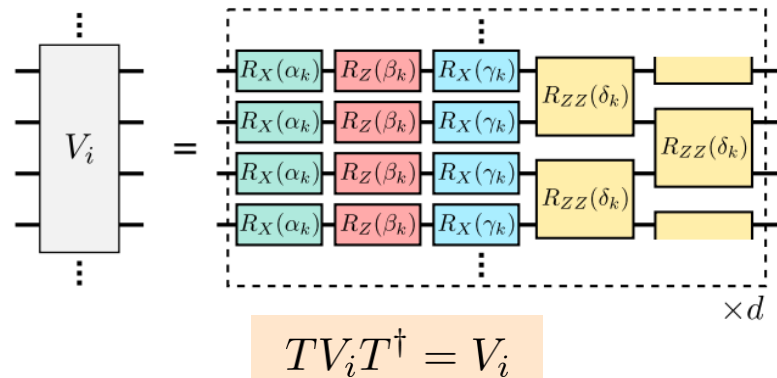 R_X(α_k) R_Z(β_k) R_X(γ_k)
R_ZZ(δ_k)
R_X(α_k) R_Z(β_k) R_X(γ_k)
V_i = R_ZZ(δ_k)
R_X(α_k) R_Z(β_k) R_X(γ_k)
R_ZZ(δ_k)
R_X(α_k) R_Z(β_k) R_X(γ_k)
×d
TV_iT† = V_i